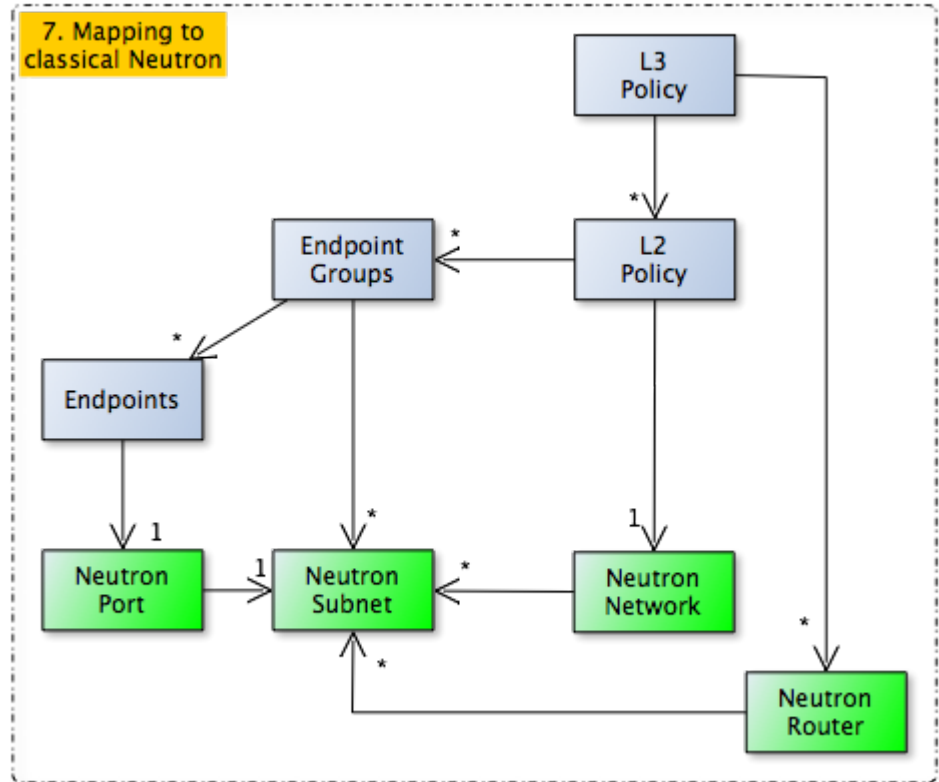 7. Mapping to
classical Neutron
L3
Policy
*
Endpoint
Groups
*
L2
Policy
*
Endpoints
1
*
1
Neutron
Port
1
Neutron
Subnet
*
Neutron
Network
*
*
Neutron
Router